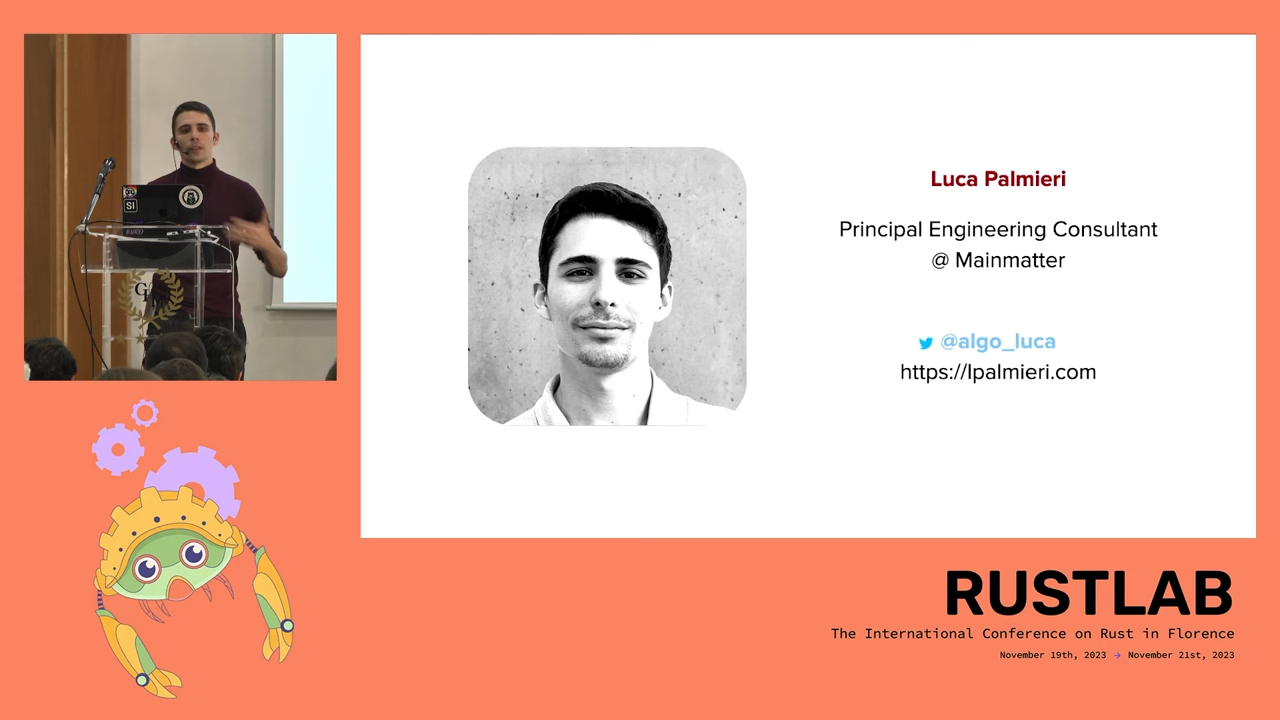 SI
Luca Palmieri
Principal Engineering Consultant
@ Mainmatter
@algo_luca
https://lpalmieri.com
RUSTLAB
The International Conference on Rust in Florence
November 19th, 2023 → November 21st, 2023